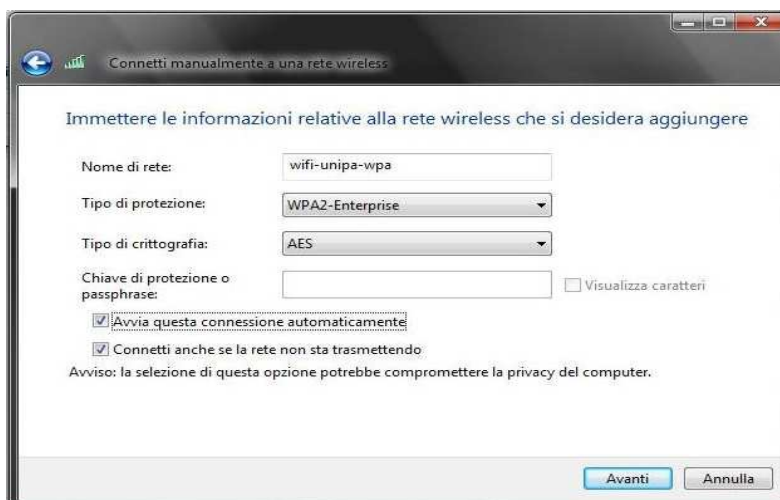 Connetti manualmente a una rete wireless
Immettere le informazioni relative alla rete wireless che si desidera aggiungere
Nome di rete: wifi-unipa-wpa
Tipo di protezione: WPA2-Enterprise
Tipo di crittografia: AES
Chiave di protezione o
passphrase:
Visualizza caratteri
Avvia questa connessione automaticamente
Connetti anche se la rete non sta trasmettendo
Avviso: la selezione di questa opzione potrebbe compromettere la privacy del computer.
Avanti Annulla